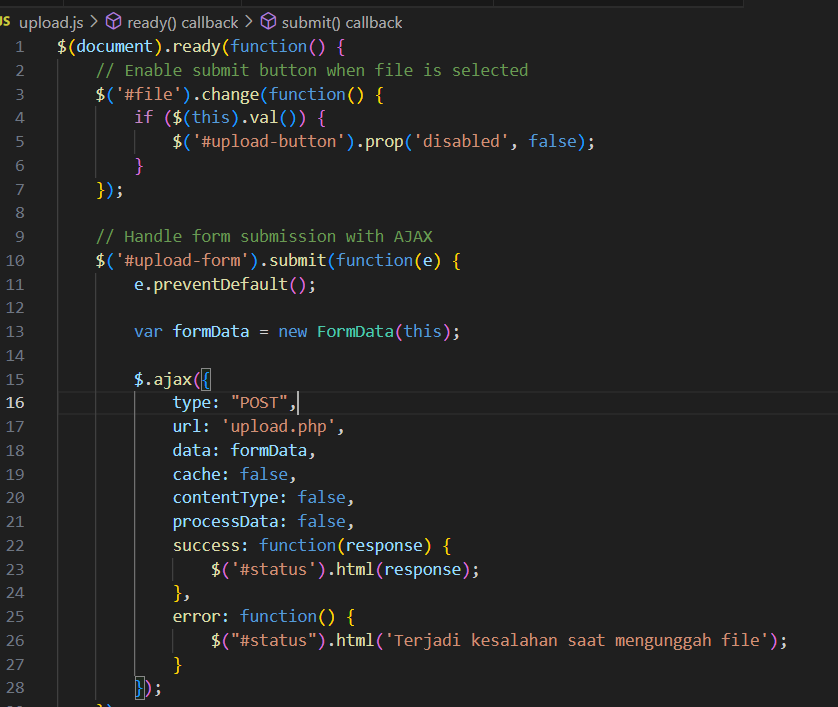 JS upload.js > ready() callback > submit() callback
1 $(document).ready(function() {
2 // Enable submit button when file is selected
3 $('#file').change(function() {
4 if ($(this).val()) {
5 $('#upload-button').prop('disabled', false);
6 }
7 });
8
9 // Handle form submission with AJAX
10 $('#upload-form').submit(function(e) {
11 e.preventDefault();
12
13 var formData = new FormData(this);
14
15 $.ajax({
16 type: "POST",
17 url: 'upload.php',
18 data: formData,
19 cache: false,
20 contentType: false,
21 processData: false,
22 success: function(response) {
23 $('#status').html(response);
24 },
25 error: function() {
26 $("#status").html('Terjadi kesalahan saat mengunggah file');
27 }
28 });